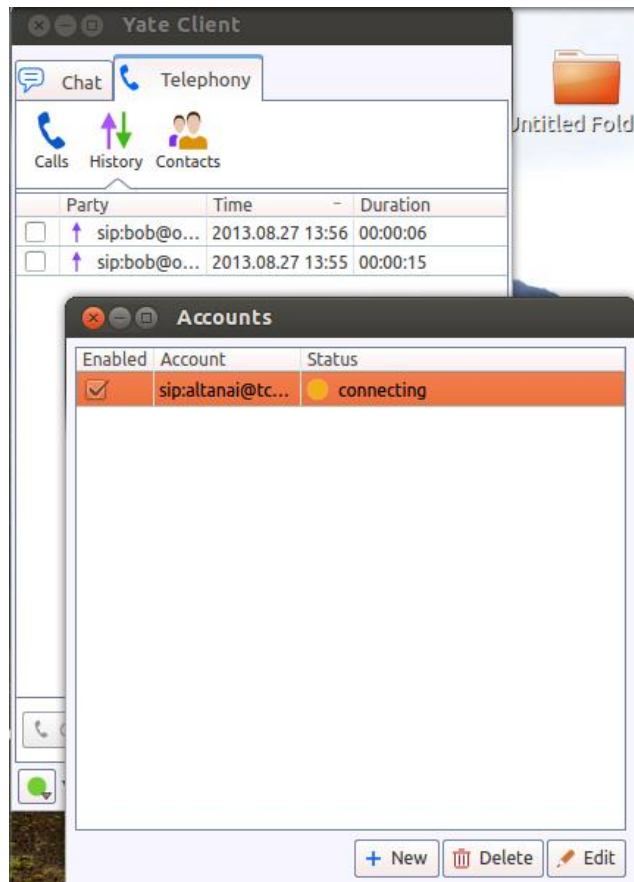 Yate Client
Chat Telephony
Untitled Fold
Calls History Contacts
Party Time Duration
sip:bob@o... 2013.08.27 13:56 00:00:06
sip:bob@o... 2013.08.27 13:55 00:00:15
Accounts
Enabled Account Status
sip:altanai@tc... connecting
+ New Delete Edit